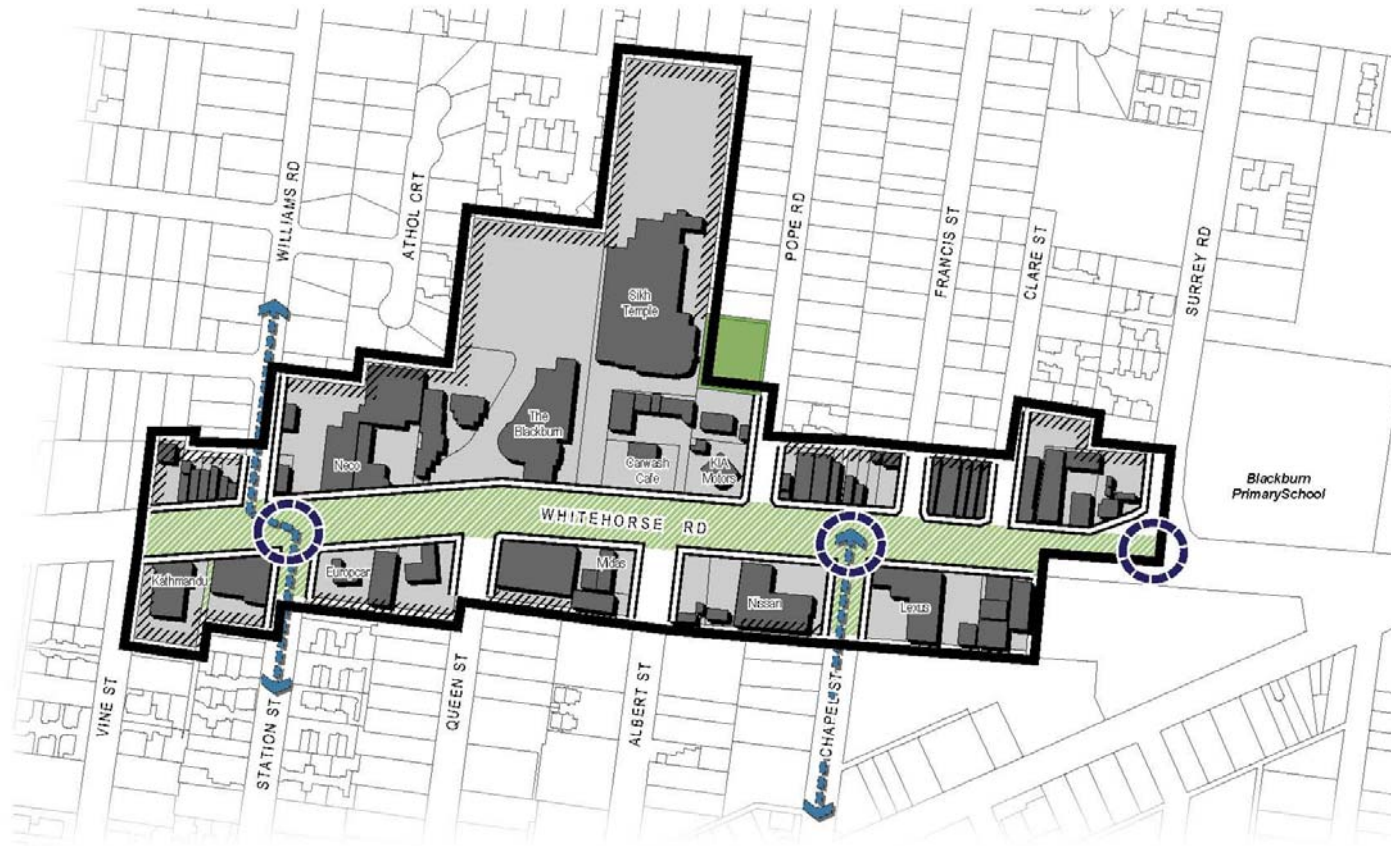 WILLIAMS RD
ATHOL CRT
POPE RD
FRANCIS ST
CLARE ST
SURREY RD
Sikh
Temple
The
Blackburn
Neco
Carwash
Cafe
KIA
Motors
Blackburn
PrimarySchool
WHITEHORSE RD
Kathmandu
Europcar
Midas
Nissan
Lexus
VINE ST
STATION ST
QUEEN ST
ALBERT ST
CHAPEL ST